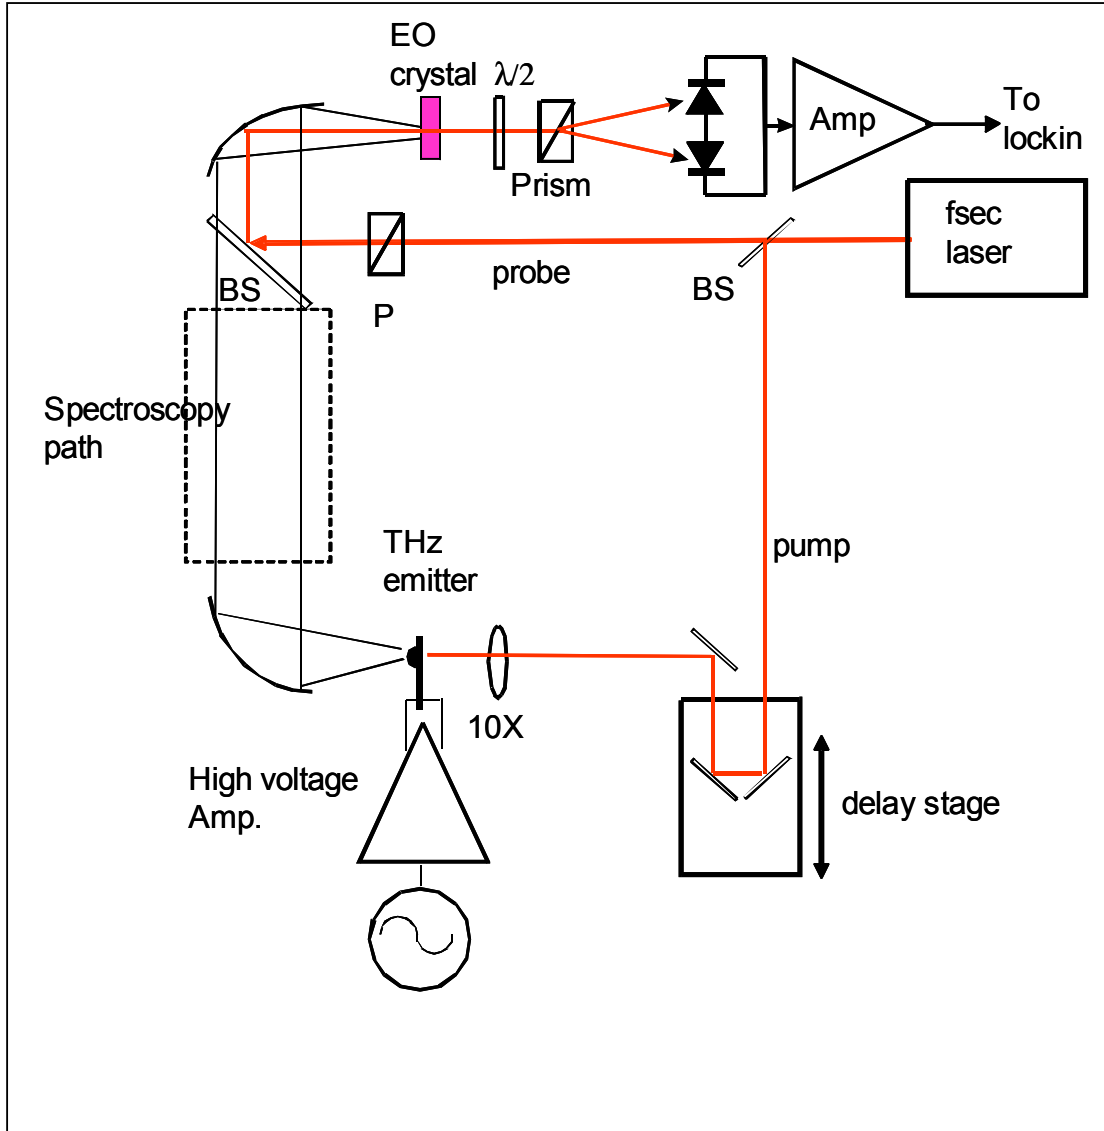 EO
crystal
λ/2
Amp
To
lockin
Prism
fsec
laser
BS
probe
BS
P
Spectroscopy
path
THz
emitter
pump
10X
High voltage
Amp.
delay stage